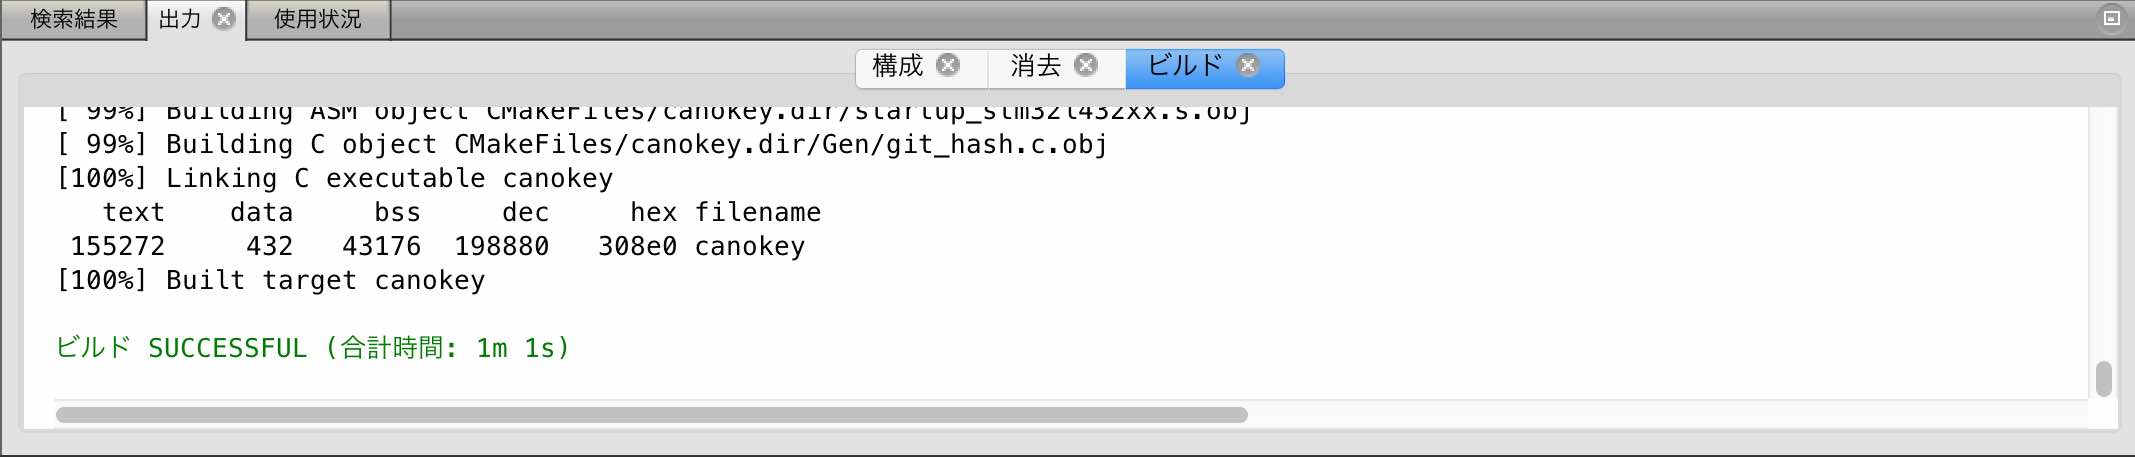 検索結果 出力 使用状況
構成 消去 ビルド
[ 99%] Building ASM object CMakeFiles/canokey.dir/startup_stm32l432xx.s.obj
[ 99%] Building C object CMakeFiles/canokey.dir/Gen/git_hash.c.obj
[100%] Linking C executable canokey
   text    data     bss     dec     hex filename
 155272     432   43176  198880   308e0 canokey
[100%] Built target canokey
ビルド SUCCESSFUL (合計時間: 1m 1s)